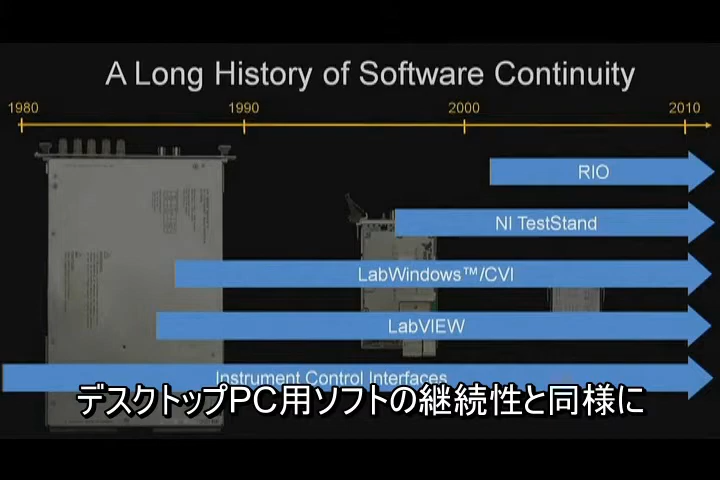 A Long History of Software Continuity
1980 1990 2000 2010
RIO
NI TestStand
LabWindows™/CVI
LabVIEW
Instrument Control Interfaces
デスクトップPC用ソフトの継続性と同様に